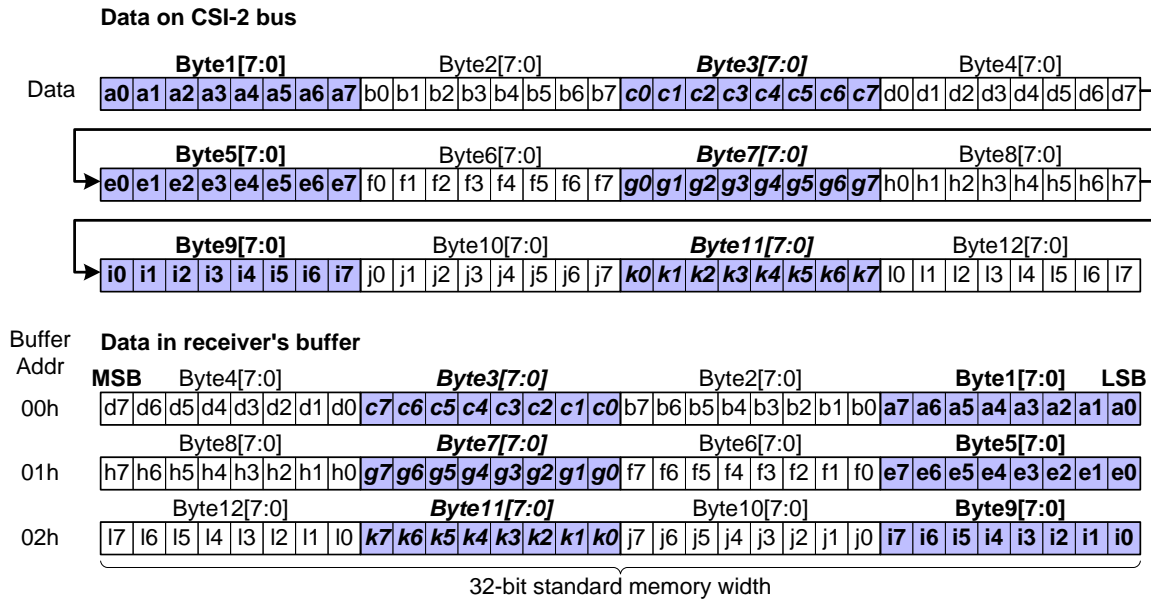 Data on CSI-2 bus
Byte1[7:0] Byte2[7:0] Byte3[7:0] Byte4[7:0]
Data a0 a1 a2 a3 a4 a5 a6 a7 b0 b1 b2 b3 b4 b5 b6 b7 c0 c1 c2 c3 c4 c5 c6 c7 d0 d1 d2 d3 d4 d5 d6 d7
Byte5[7:0] Byte6[7:0] Byte7[7:0] Byte8[7:0]
e0 e1 e2 e3 e4 e5 e6 e7 f0 f1 f2 f3 f4 f5 f6 f7 g0 g1 g2 g3 g4 g5 g6 g7 h0 h1 h2 h3 h4 h5 h6 h7
Byte9[7:0] Byte10[7:0] Byte11[7:0] Byte12[7:0]
i0 i1 i2 i3 i4 i5 i6 i7 j0 j1 j2 j3 j4 j5 j6 j7 k0 k1 k2 k3 k4 k5 k6 k7 l0 l1 l2 l3 l4 l5 l6 l7
Buffer Addr
Data in receiver's buffer
MSB Byte4[7:0] Byte3[7:0] Byte2[7:0] Byte1[7:0] LSB
00h d7 d6 d5 d4 d3 d2 d1 d0 c7 c6 c5 c4 c3 c2 c1 c0 b7 b6 b5 b4 b3 b2 b1 b0 a7 a6 a5 a4 a3 a2 a1 a0
Byte8[7:0] Byte7[7:0] Byte6[7:0] Byte5[7:0]
01h h7 h6 h5 h4 h3 h2 h1 h0 g7 g6 g5 g4 g3 g2 g1 g0 f7 f6 f5 f4 f3 f2 f1 f0 e7 e6 e5 e4 e3 e2 e1 e0
Byte12[7:0] Byte11[7:0] Byte10[7:0] Byte9[7:0]
02h l7 l6 l5 l4 l3 l2 l1 l0 k7 k6 k5 k4 k3 k2 k1 k0 j7 j6 j5 j4 j3 j2 j1 j0 i7 i6 i5 i4 i3 i2 i1 i0
32-bit standard memory width